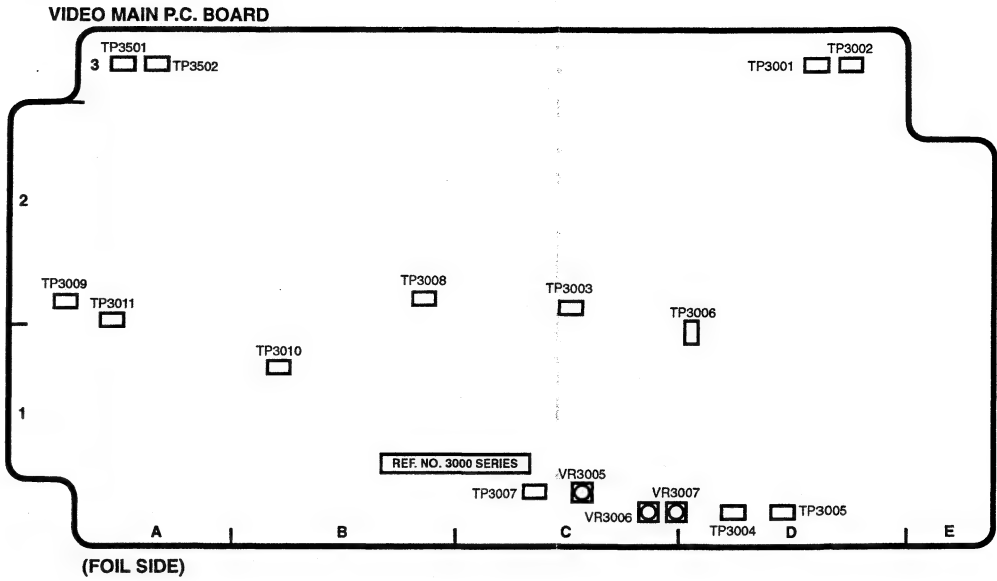 VIDEO MAIN P.C. BOARD
TP3501
3
TP3502
TP3002
TP3001
2
TP3009
TP3011
TP3008
TP3003
TP3006
TP3010
1
REF. NO. 3000 SERIES
TP3007
VR3005
VR3006
VR3007
TP3004
TP3005
A B C D E
(FOIL SIDE)